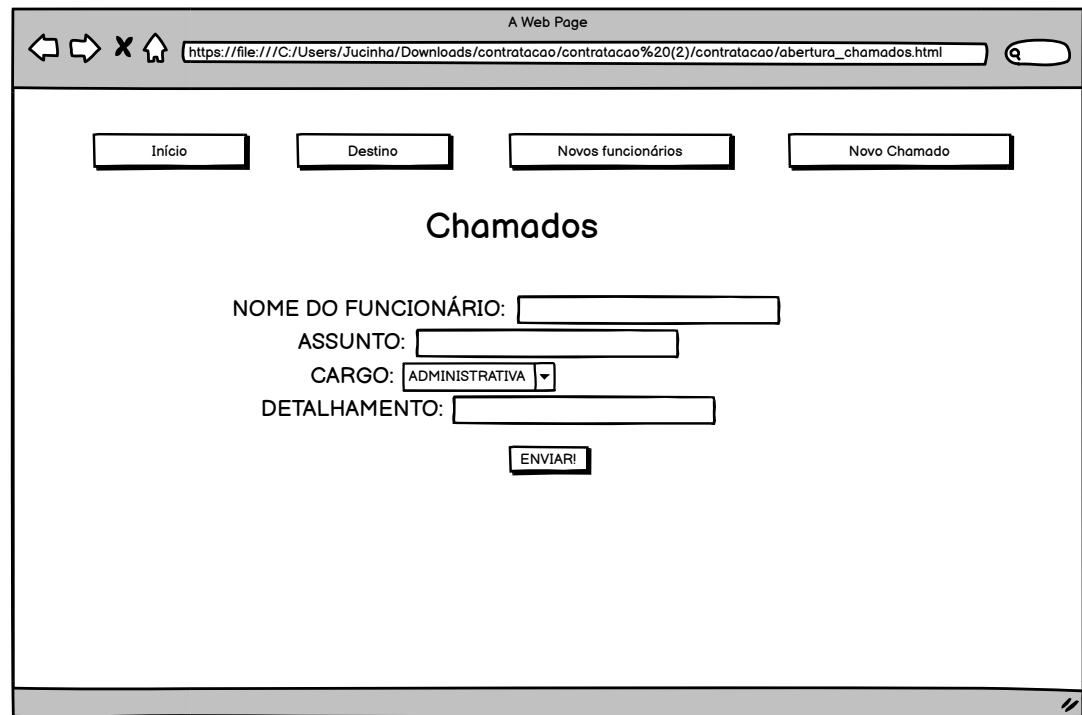 A Web Page
https://file:///C:/Users/Jucinha/Downloads/contratacao/contratacao%20(2)/contratacao/abertura_chamados.html
Início Destino Novos funcionários Novo Chamado
Chamados
NOME DO FUNCIONÁRIO:
ASSUNTO:
CARGO: ADMINISTRATIVA
DETALHAMENTO:
ENVIAR!